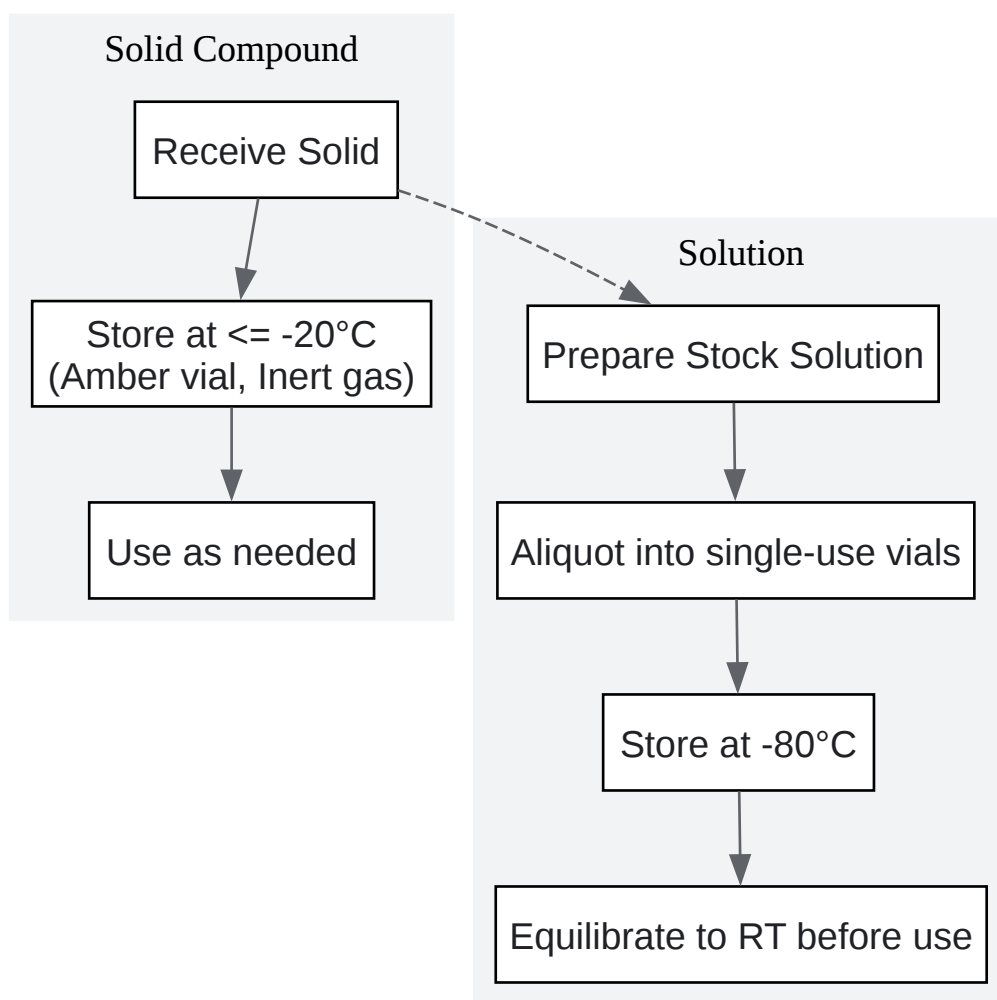 Solid Compound
Receive Solid
Store at <= -20°C
(Amber vial, Inert gas)
Use as needed
Solution
Prepare Stock Solution
Aliquot into single-use vials
Store at -80°C
Equilibrate to RT before use